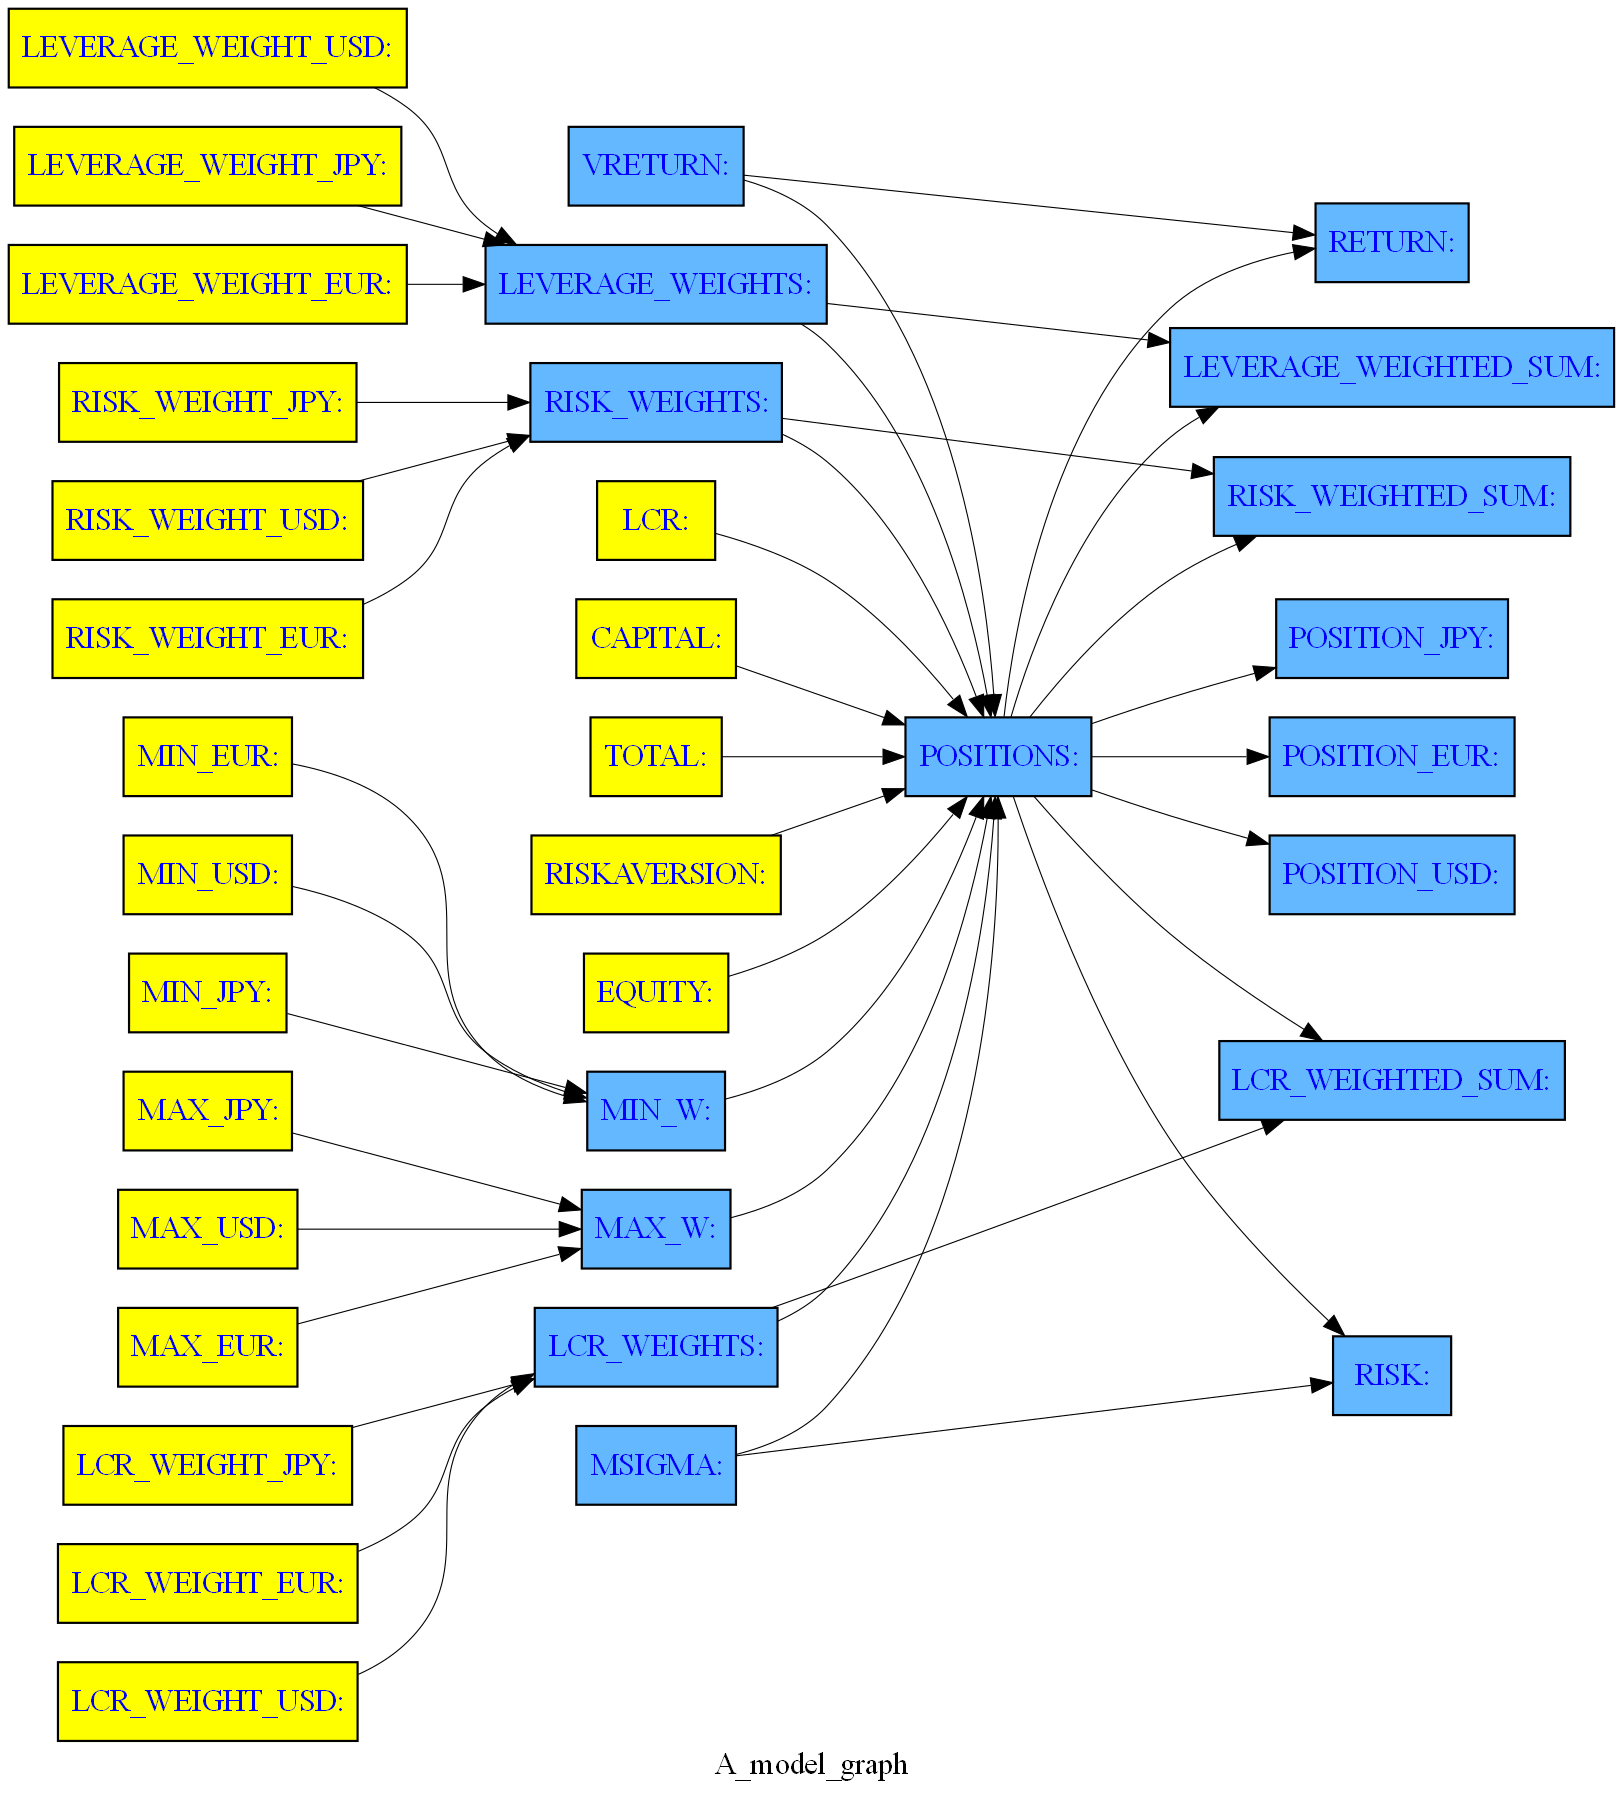 LEVERAGE_WEIGHT_USD:
LEVERAGE_WEIGHT_JPY:
LEVERAGE_WEIGHT_EUR:
RISK_WEIGHT_JPY:
RISK_WEIGHT_USD:
RISK_WEIGHT_EUR:
MIN_EUR:
MIN_USD:
MIN_JPY:
MAX_JPY:
MAX_USD:
MAX_EUR:
LCR_WEIGHT_JPY:
LCR_WEIGHT_EUR:
LCR_WEIGHT_USD:
VRETURN:
LEVERAGE_WEIGHTS:
RISK_WEIGHTS:
LCR:
CAPITAL:
TOTAL:
RISKAVERSION:
EQUITY:
MIN_W:
MAX_W:
LCR_WEIGHTS:
MSIGMA:
POSITIONS:
RETURN:
LEVERAGE_WEIGHTED_SUM:
RISK_WEIGHTED_SUM:
POSITION_JPY:
POSITION_EUR:
POSITION_USD:
LCR_WEIGHTED_SUM:
RISK:
A_model_graph